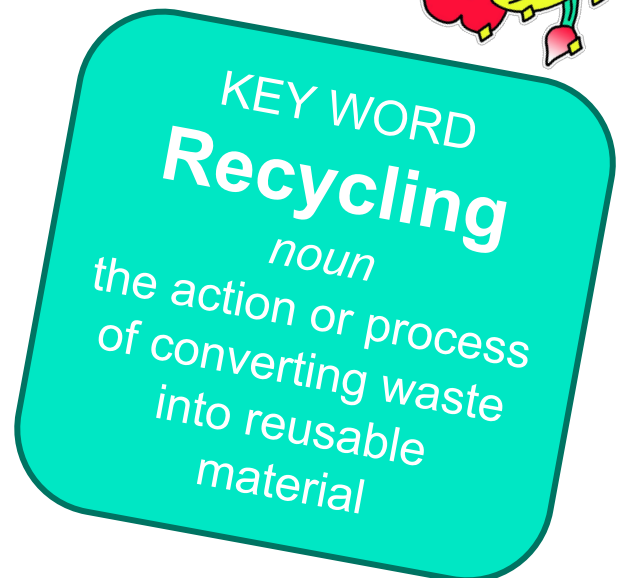 KEY WORD
Recycling
noun
the action or process
of converting waste
into reusable
material